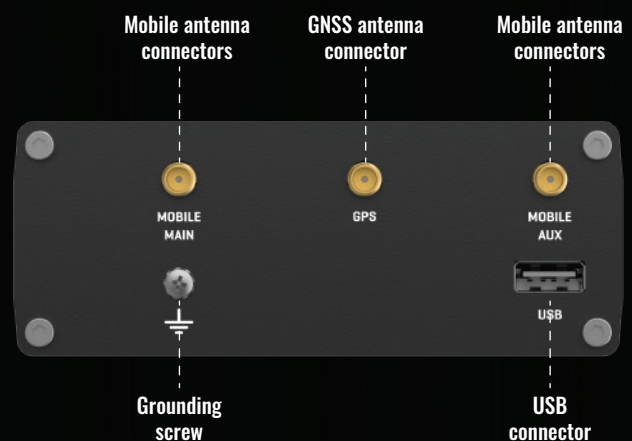 Mobile antenna
connectors
GNSS antenna
connector
Mobile antenna
connectors
MOBILE
MAIN
GPS
MOBILE
AUX
USB
Grounding
screw
USB
connector